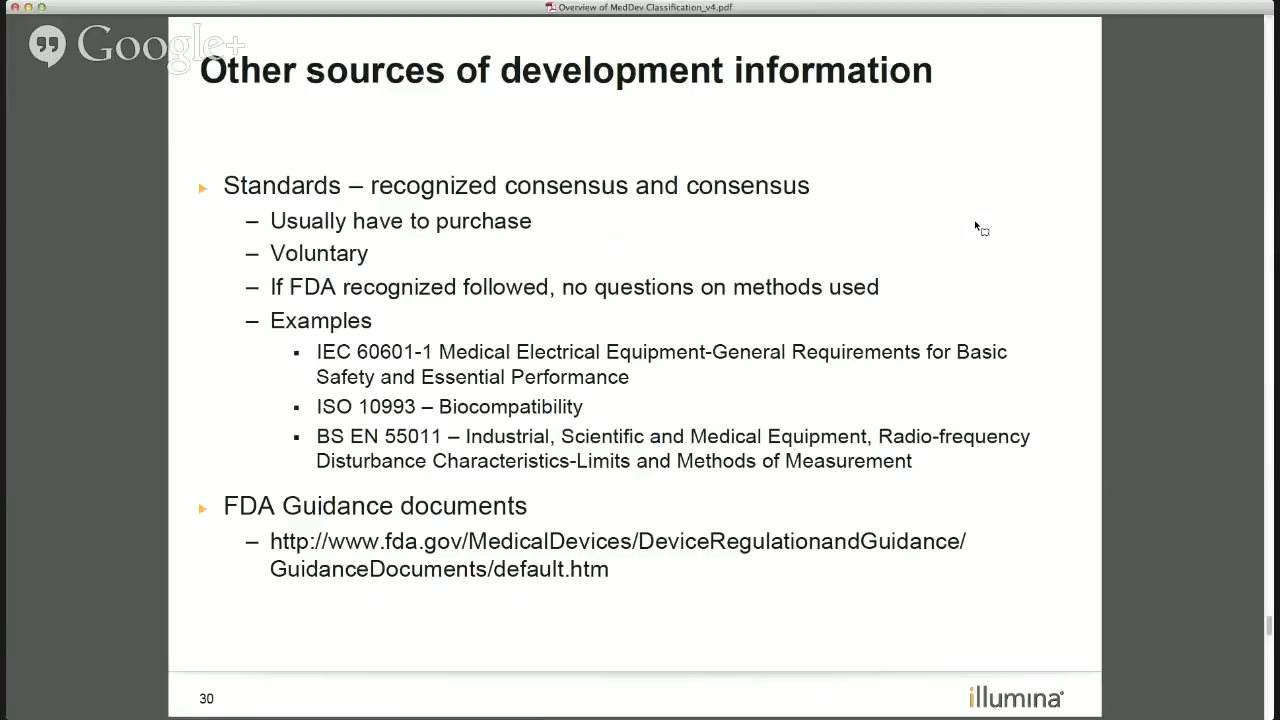 Overview of MedDev Classification_v4.pdf
Google+
Other sources of development information
Standards – recognized consensus and consensus
– Usually have to purchase
– Voluntary
– If FDA recognized followed, no questions on methods used
– Examples
▪ IEC 60601-1 Medical Electrical Equipment-General Requirements for Basic
Safety and Essential Performance
▪ ISO 10993 – Biocompatibility
▪ BS EN 55011 – Industrial, Scientific and Medical Equipment, Radio-frequency
Disturbance Characteristics-Limits and Methods of Measurement
FDA Guidance documents
– http://www.fda.gov/MedicalDevices/DeviceRegulationandGuidance/
GuidanceDocuments/default.htm
30
illumina